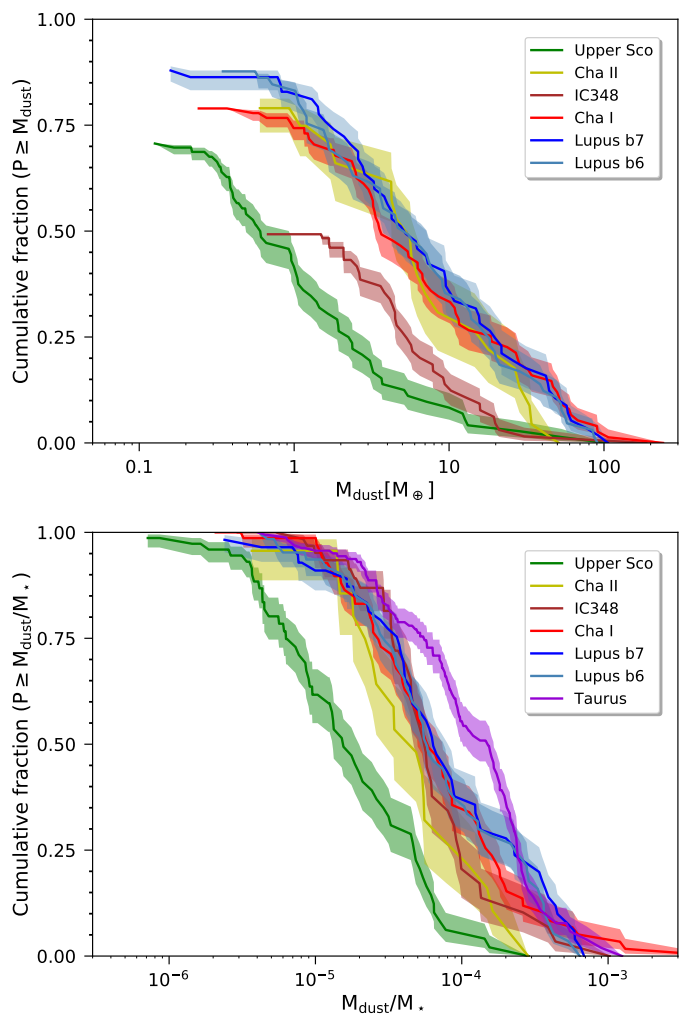 1.00
0.75
0.50
0.25
0.00
Cumulative fraction (P ≥ M_dust)
Upper Sco
Cha II
IC348
Cha I
Lupus b7
Lupus b6
0.1 1 10 100
M_dust[M_⊕]
1.00
0.75
0.50
0.25
0.00
Cumulative fraction (P ≥ M_dust/M_⋆)
Upper Sco
Cha II
IC348
Cha I
Lupus b7
Lupus b6
Taurus
10⁻⁶ 10⁻⁵ 10⁻⁴ 10⁻³
M_dust/M_⋆